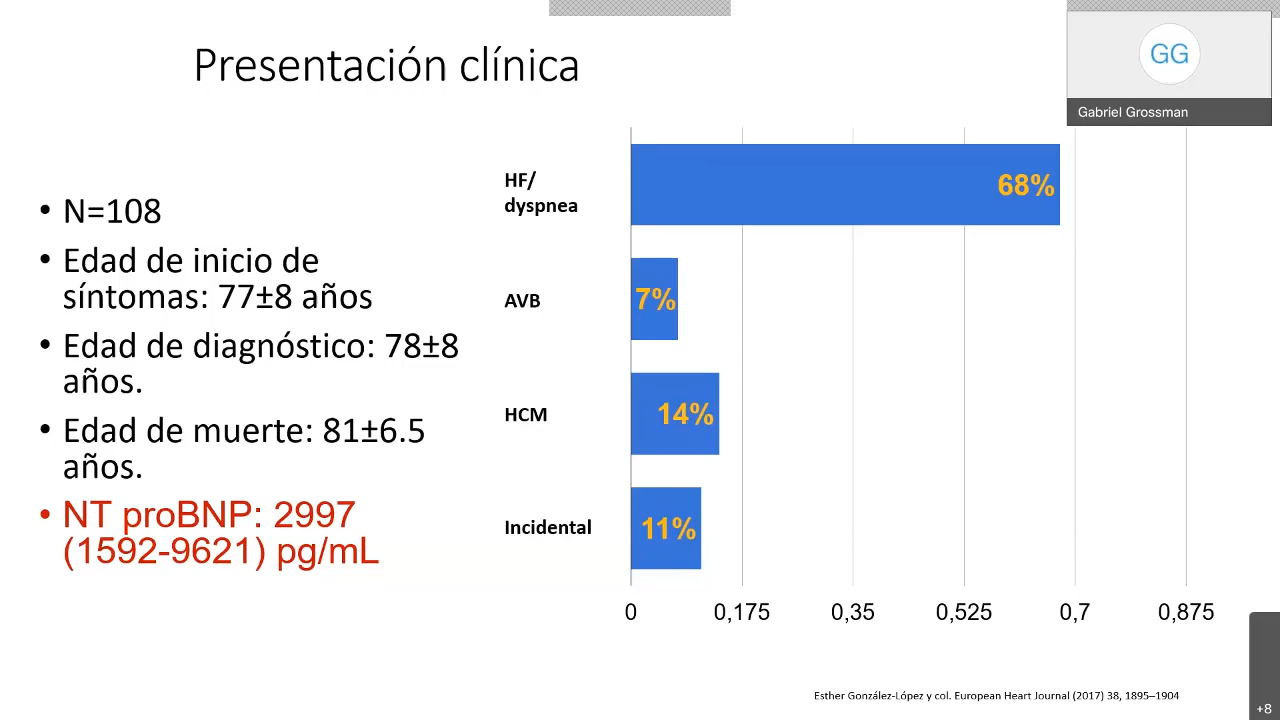 Presentación clínica
GG
Gabriel Grossman
• N=108
• Edad de inicio de
síntomas: 77±8 años
• Edad de diagnóstico: 78±8
años.
• Edad de muerte: 81±6.5
años.
• NT proBNP: 2997
(1592-9621) pg/mL
HF/
dyspnea
68%
AVB
7%
HCM
14%
Incidental
11%
0 0,175 0,35 0,525 0,7 0,875
Esther González-López y col. European Heart Journal (2017) 38, 1895–1904
+8